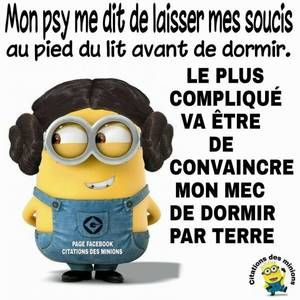 Mon psy me dit de laisser mes soucis
au pied du lit avant de dormir.
LE PLUS
COMPLIQUÉ
VA ÊTRE
DE
CONVAINCRE
MON MEC
DE DORMIR
PAR TERRE
PAGE FACEBOOK
CITATIONS DES MINIONS
Citations des minions